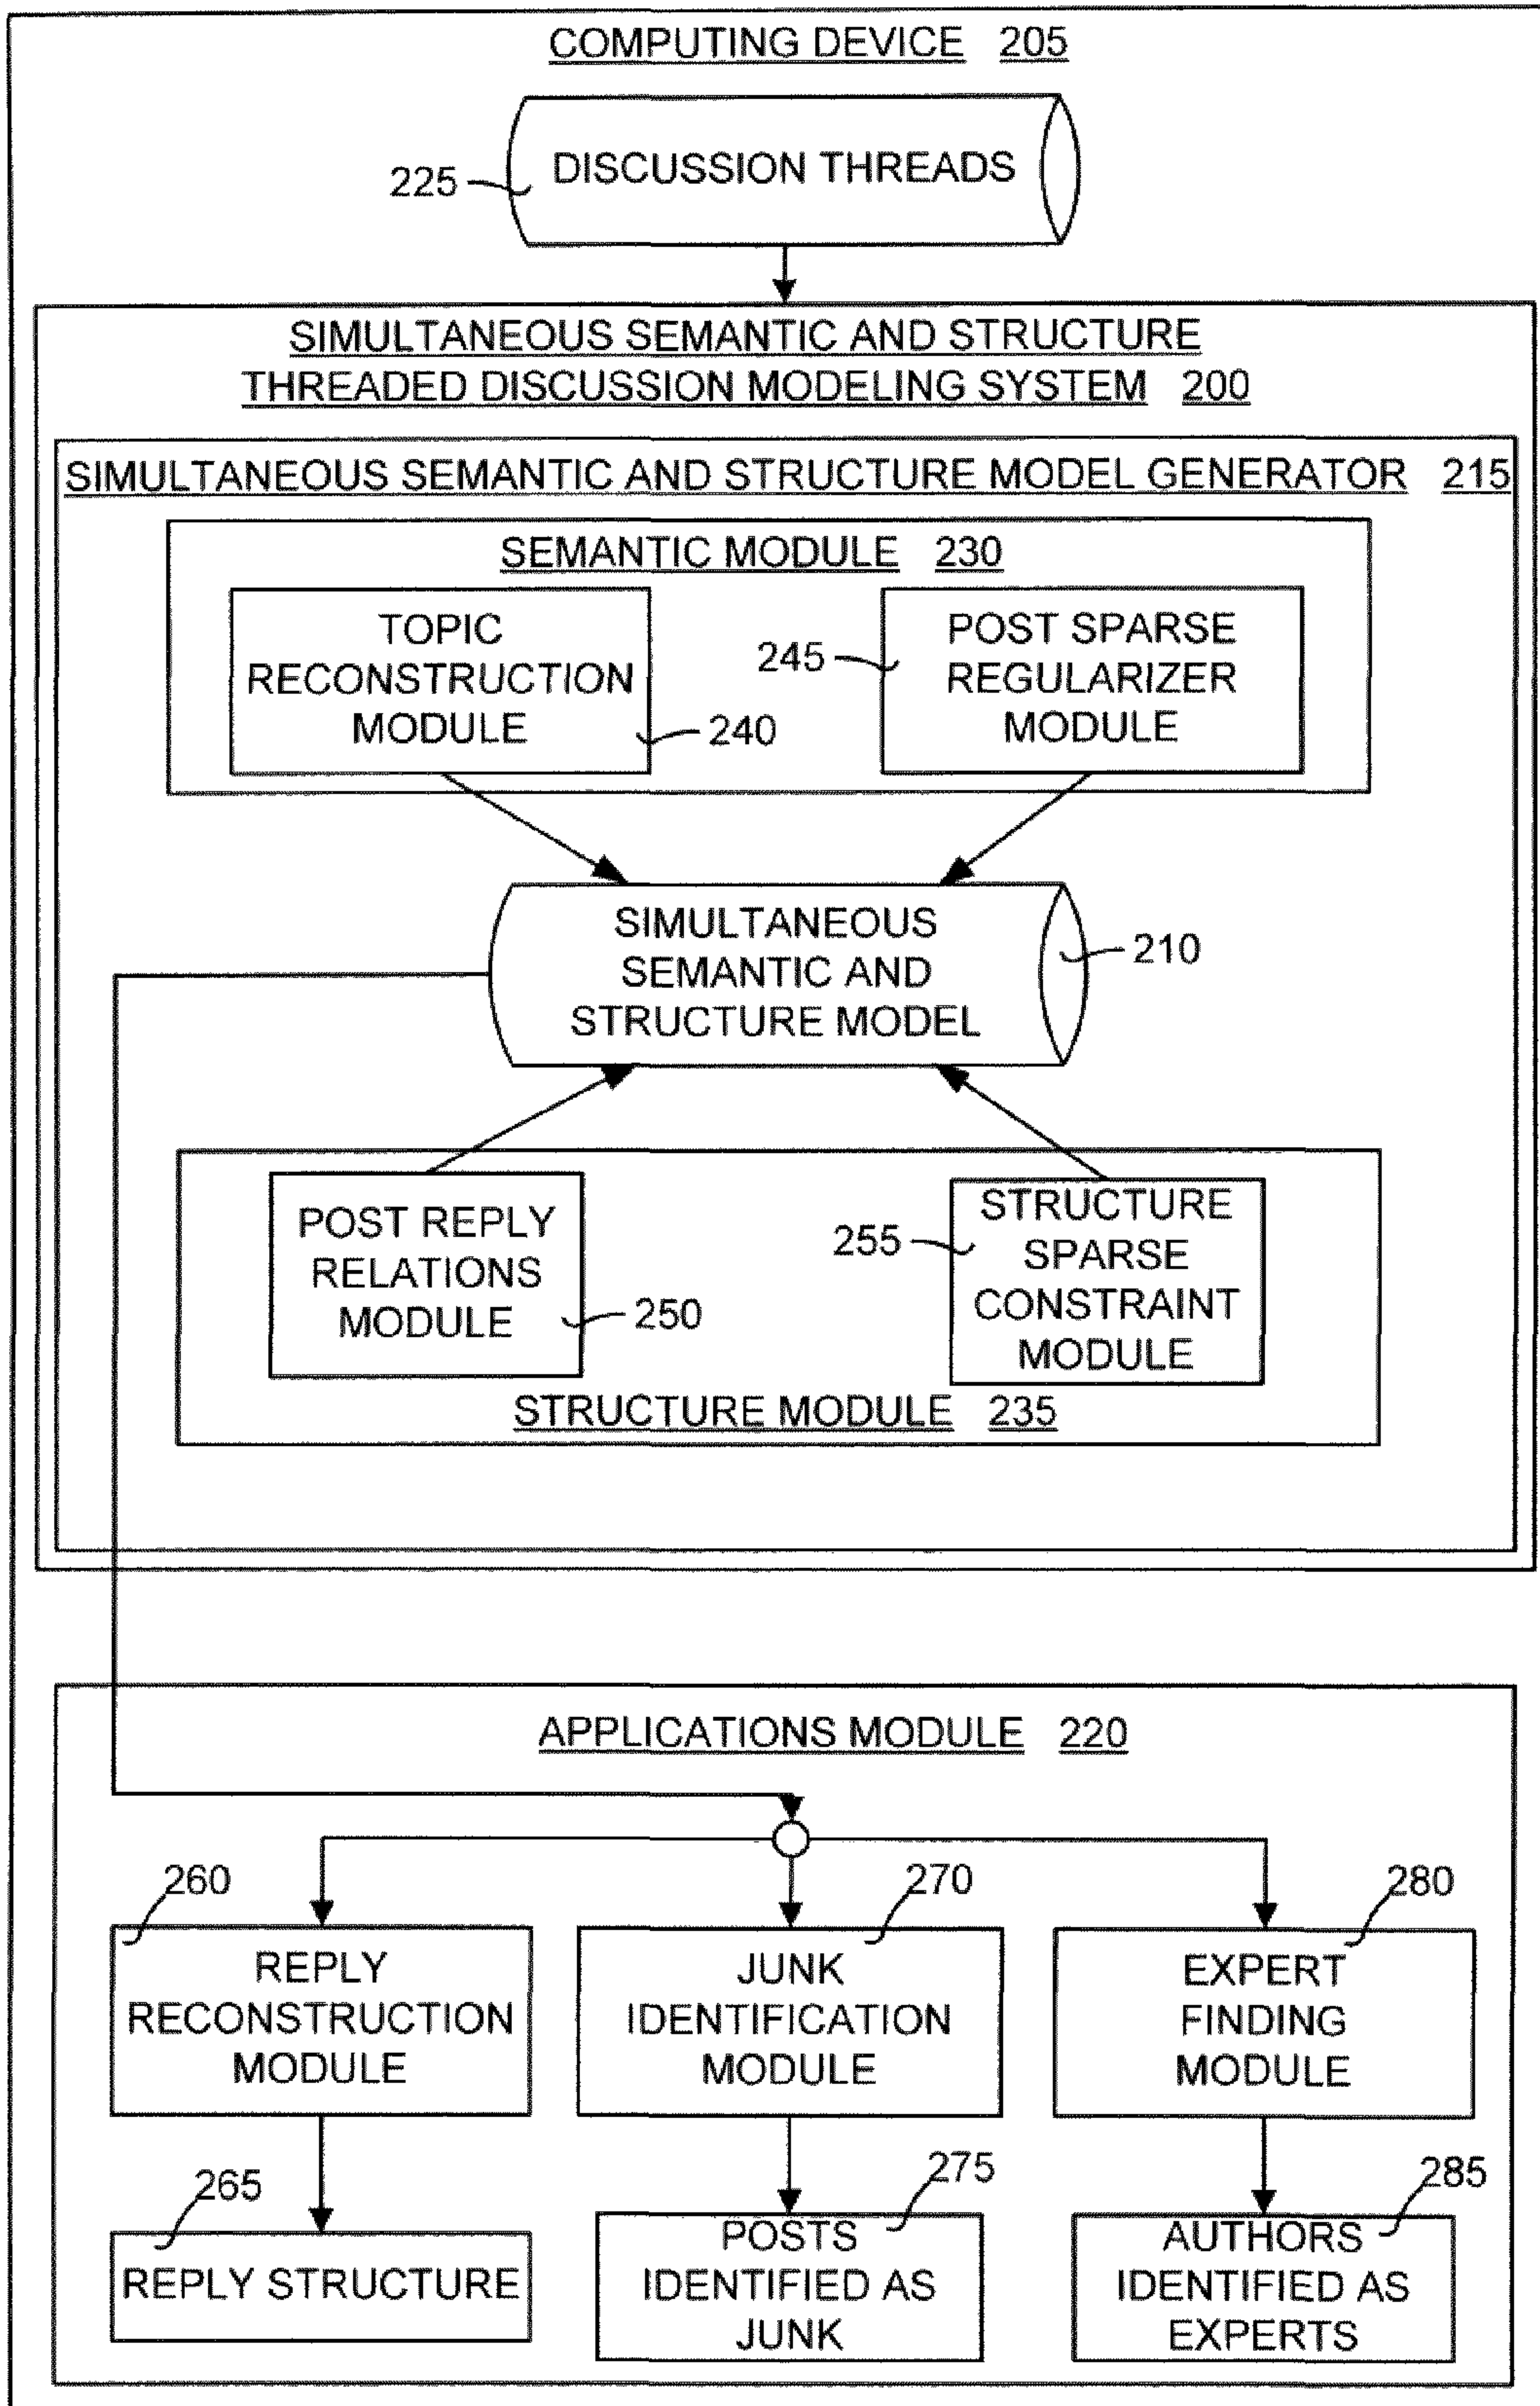 COMPUTING DEVICE 205
DISCUSSION THREADS
225
SIMULTANEOUS SEMANTIC AND STRUCTURE
THREADED DISCUSSION MODELING SYSTEM 200
SIMULTANEOUS SEMANTIC AND STRUCTURE MODEL GENERATOR 215
SEMANTIC MODULE 230
TOPIC
RECONSTRUCTION
MODULE
240
245
POST SPARSE
REGULARIZER
MODULE
SIMULTANEOUS
SEMANTIC AND
STRUCTURE MODEL
210
POST REPLY
RELATIONS
MODULE
250
255
STRUCTURE
SPARSE
CONSTRAINT
MODULE
STRUCTURE MODULE 235
APPLICATIONS MODULE 220
260
REPLY
RECONSTRUCTION
MODULE
270
JUNK
IDENTIFICATION
MODULE
280
EXPERT
FINDING
MODULE
265
REPLY STRUCTURE
275
POSTS
IDENTIFIED AS
JUNK
285
AUTHORS
IDENTIFIED AS
EXPERTS